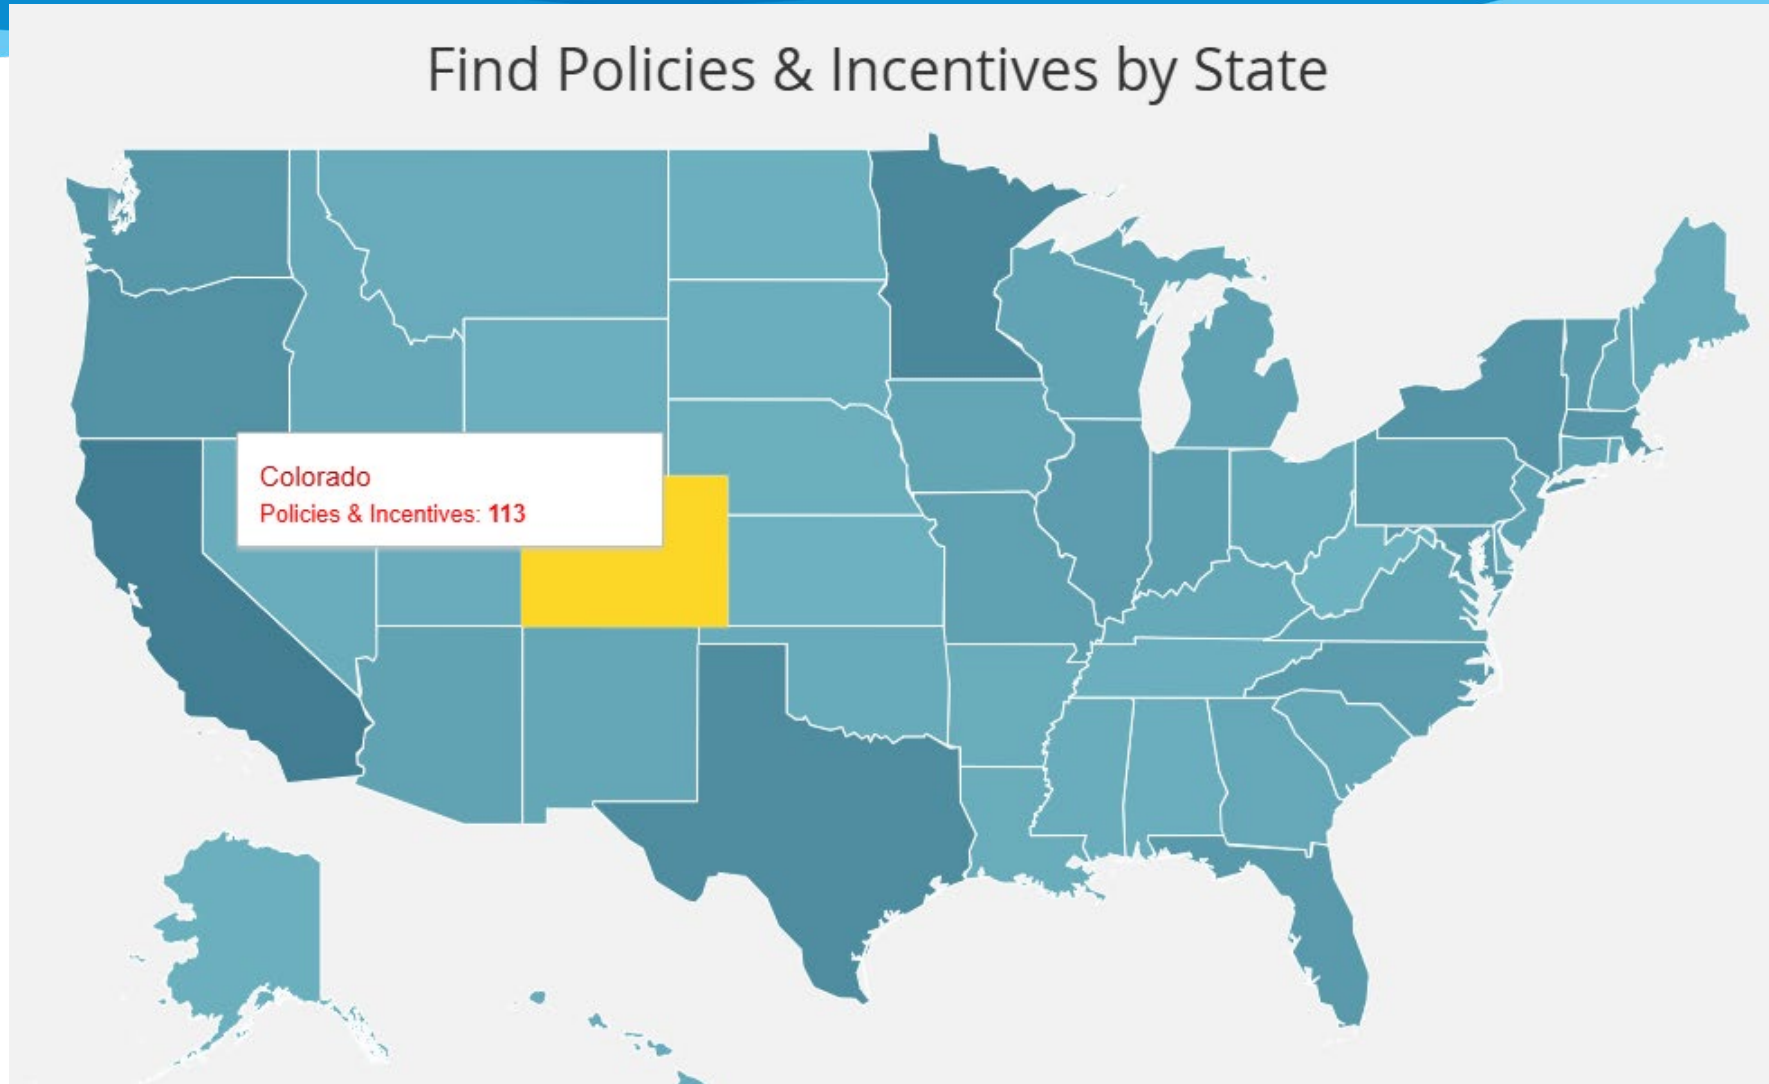 Find Policies & Incentives by State
Colorado
Policies & Incentives: 113